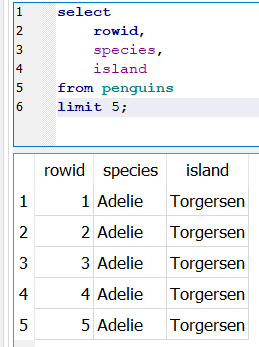 1 select
2 rowid,
3 species,
4 island
5 from penguins
6 limit 5;
rowid species island
1 1 Adelie Torgersen
2 2 Adelie Torgersen
3 3 Adelie Torgersen
4 4 Adelie Torgersen
5 5 Adelie Torgersen